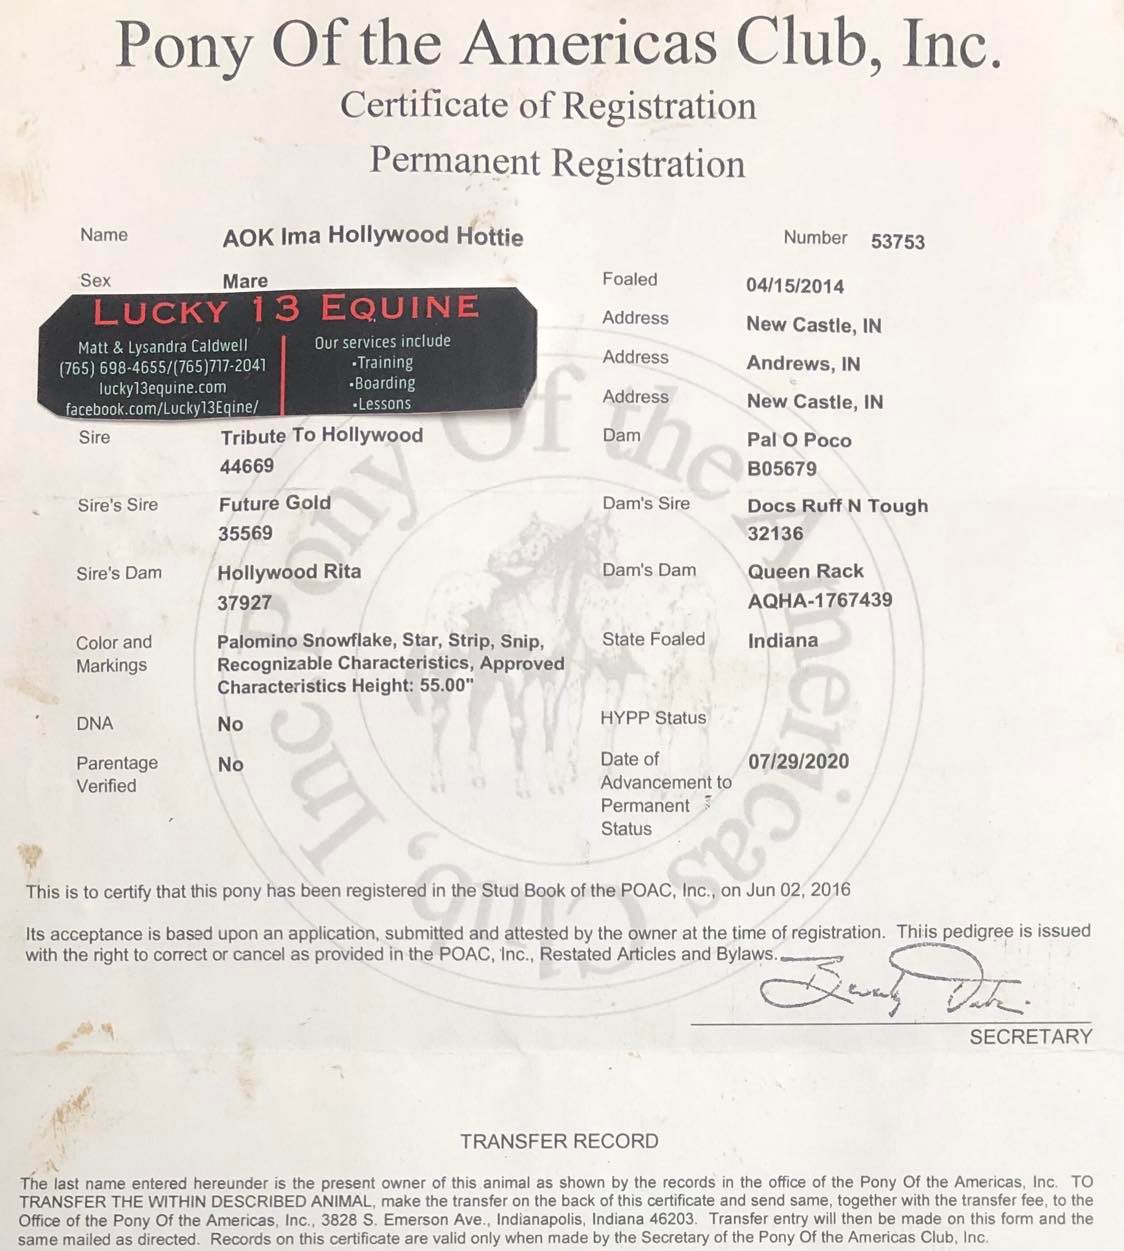 Pony Of the Americas Club, Inc.
Certificate of Registration
Permanent Registration
Name AOK Ima Hollywood Hottie Number 53753
Sex Mare Foaled 04/15/2014
LUCKY 13 EQUINE
Matt & Lysandra Caldwell
(765) 698-4655/(765)717-2041
lucky13equine.com
facebook.com/Lucky13Eqine/
Our services include
•Training
•Boarding
•Lessons
Address New Castle, IN
Address Andrews, IN
Address New Castle, IN
Sire Tribute To Hollywood Dam Pal O Poco
44669 B05679
Sire's Sire Future Gold Dam's Sire Docs Ruff N Tough
35569 32136
Sire's Dam Hollywood Rita Dam's Dam Queen Rack
37927 AQHA-1767439
Color and Palomino Snowflake, Star, Strip, Snip, State Foaled Indiana
Markings Recognizable Characteristics, Approved
Characteristics Height: 55.00"
DNA No HYPP Status
Parentage No Date of 07/29/2020
Verified Advancement to
Permanent
Status
Pony Of the Americas Club, Inc.
This is to certify that this pony has been registered in the Stud Book of the POAC, Inc., on Jun 02, 2016
Its acceptance is based upon an application, submitted and attested by the owner at the time of registration. Thiis pedigree is issued
with the right to correct or cancel as provided in the POAC, Inc., Restated Articles and Bylaws.
SECRETARY
TRANSFER RECORD
The last name entered hereunder is the present owner of this animal as shown by the records in the office of the Pony Of the Americas, Inc. TO
TRANSFER THE WITHIN DESCRIBED ANIMAL, make the transfer on the back of this certificate and send same, together with the transfer fee, to the
Office of the Pony Of the Americas, Inc., 3828 S. Emerson Ave., Indianapolis, Indiana 46203. Transfer entry will then be made on this form and the
same mailed as directed. Records on this certificate are valid only when made by the Secretary of the Pony Of the Americas Club, Inc.